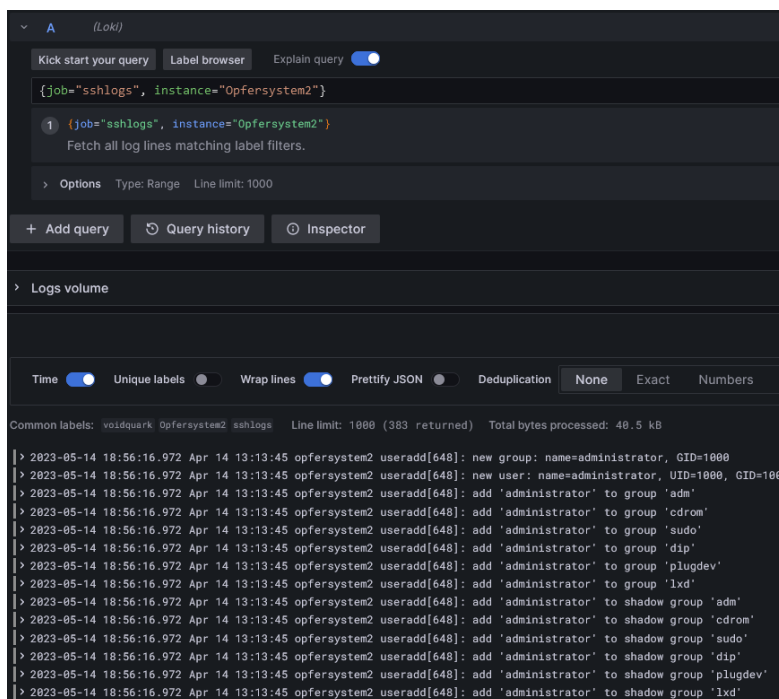 A (Loki)
Kick start your query Label browser Explain query
{job="sshlogs", instance="Opfersystem2"}
1 {job="sshlogs", instance="Opfersystem2"}
Fetch all log lines matching label filters.
> Options Type: Range Line limit: 1000
+ Add query Query history Inspector
> Logs volume
Time Unique labels Wrap lines Prettify JSON Deduplication None Exact Numbers
Common labels: voidquark Opfersystem2 sshlogs Line limit: 1000 (383 returned) Total bytes processed: 40.5 kB
> 2023-05-14 18:56:16.972 Apr 14 13:13:45 opfersystem2 useradd[648]: new group: name=administrator, GID=1000
> 2023-05-14 18:56:16.972 Apr 14 13:13:45 opfersystem2 useradd[648]: new user: name=administrator, UID=1000, GID=100
> 2023-05-14 18:56:16.972 Apr 14 13:13:45 opfersystem2 useradd[648]: add 'administrator' to group 'adm'
> 2023-05-14 18:56:16.972 Apr 14 13:13:45 opfersystem2 useradd[648]: add 'administrator' to group 'cdrom'
> 2023-05-14 18:56:16.972 Apr 14 13:13:45 opfersystem2 useradd[648]: add 'administrator' to group 'sudo'
> 2023-05-14 18:56:16.972 Apr 14 13:13:45 opfersystem2 useradd[648]: add 'administrator' to group 'dip'
> 2023-05-14 18:56:16.972 Apr 14 13:13:45 opfersystem2 useradd[648]: add 'administrator' to group 'plugdev'
> 2023-05-14 18:56:16.972 Apr 14 13:13:45 opfersystem2 useradd[648]: add 'administrator' to group 'lxd'
> 2023-05-14 18:56:16.972 Apr 14 13:13:45 opfersystem2 useradd[648]: add 'administrator' to shadow group 'adm'
> 2023-05-14 18:56:16.972 Apr 14 13:13:45 opfersystem2 useradd[648]: add 'administrator' to shadow group 'cdrom'
> 2023-05-14 18:56:16.972 Apr 14 13:13:45 opfersystem2 useradd[648]: add 'administrator' to shadow group 'sudo'
> 2023-05-14 18:56:16.972 Apr 14 13:13:45 opfersystem2 useradd[648]: add 'administrator' to shadow group 'dip'
> 2023-05-14 18:56:16.972 Apr 14 13:13:45 opfersystem2 useradd[648]: add 'administrator' to shadow group 'plugdev'
> 2023-05-14 18:56:16.972 Apr 14 13:13:45 opfersystem2 useradd[648]: add 'administrator' to shadow group 'lxd'